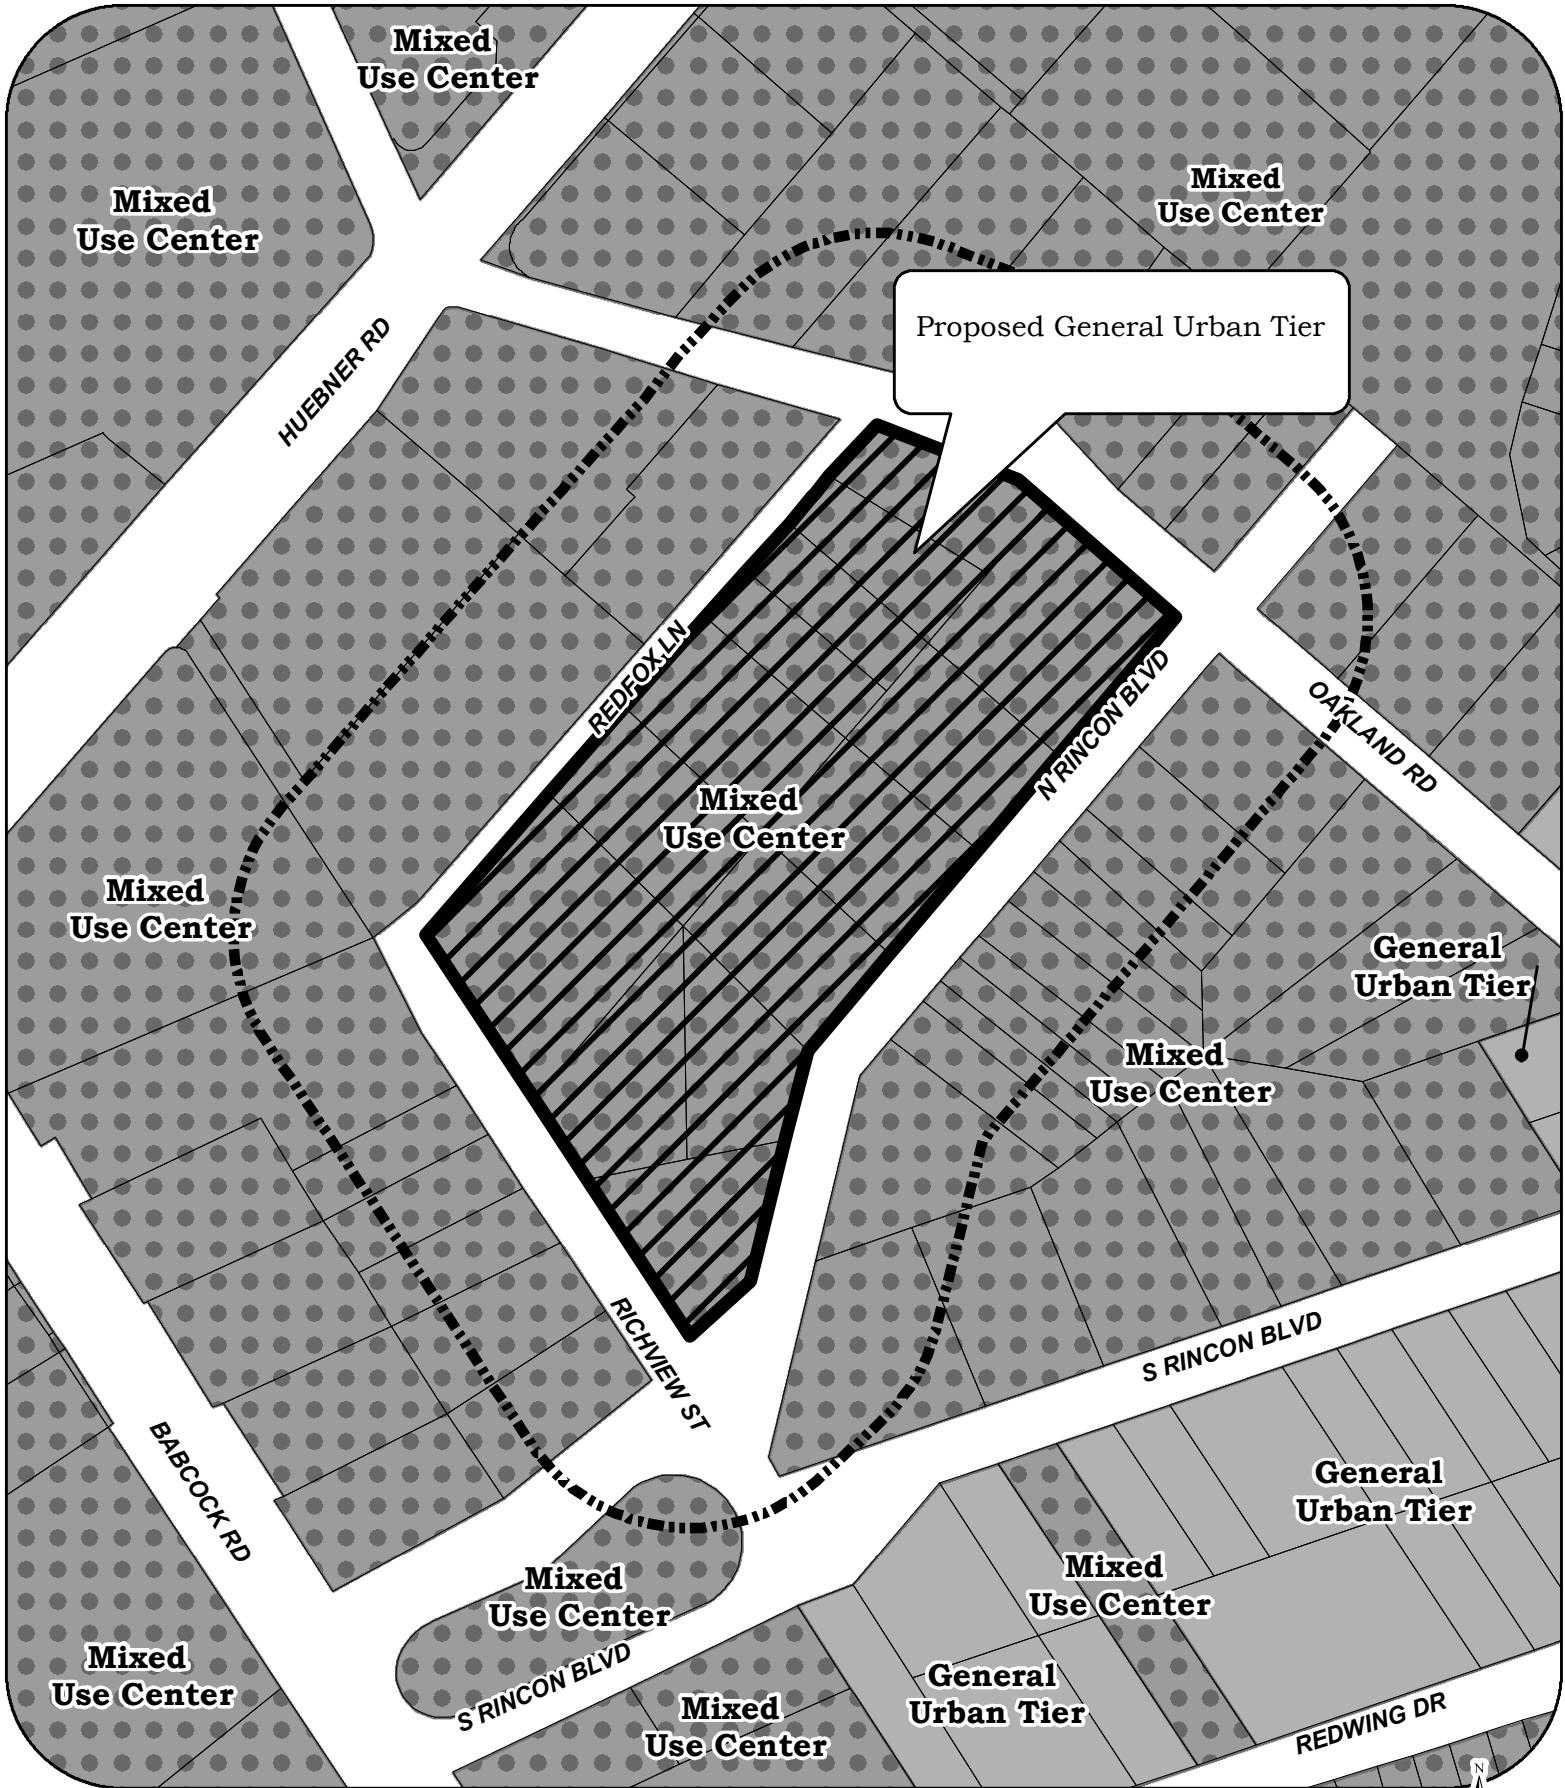 Mixed
Use Center
Mixed
Use Center
Mixed
Use Center
Proposed General Urban Tier
HUEBNER RD
REDFOX LN
N RINCON BLVD
OAKLAND RD
Mixed
Use Center
Mixed
Use Center
General
Urban Tier
Mixed
Use Center
RICHVIEW ST
S RINCON BLVD
BABCOCK RD
General
Urban Tier
Mixed
Use Center
Mixed
Use Center
Mixed
Use Center
S RINCON BLVD
General
Urban Tier
Mixed
Use Center
REDWING DR
N